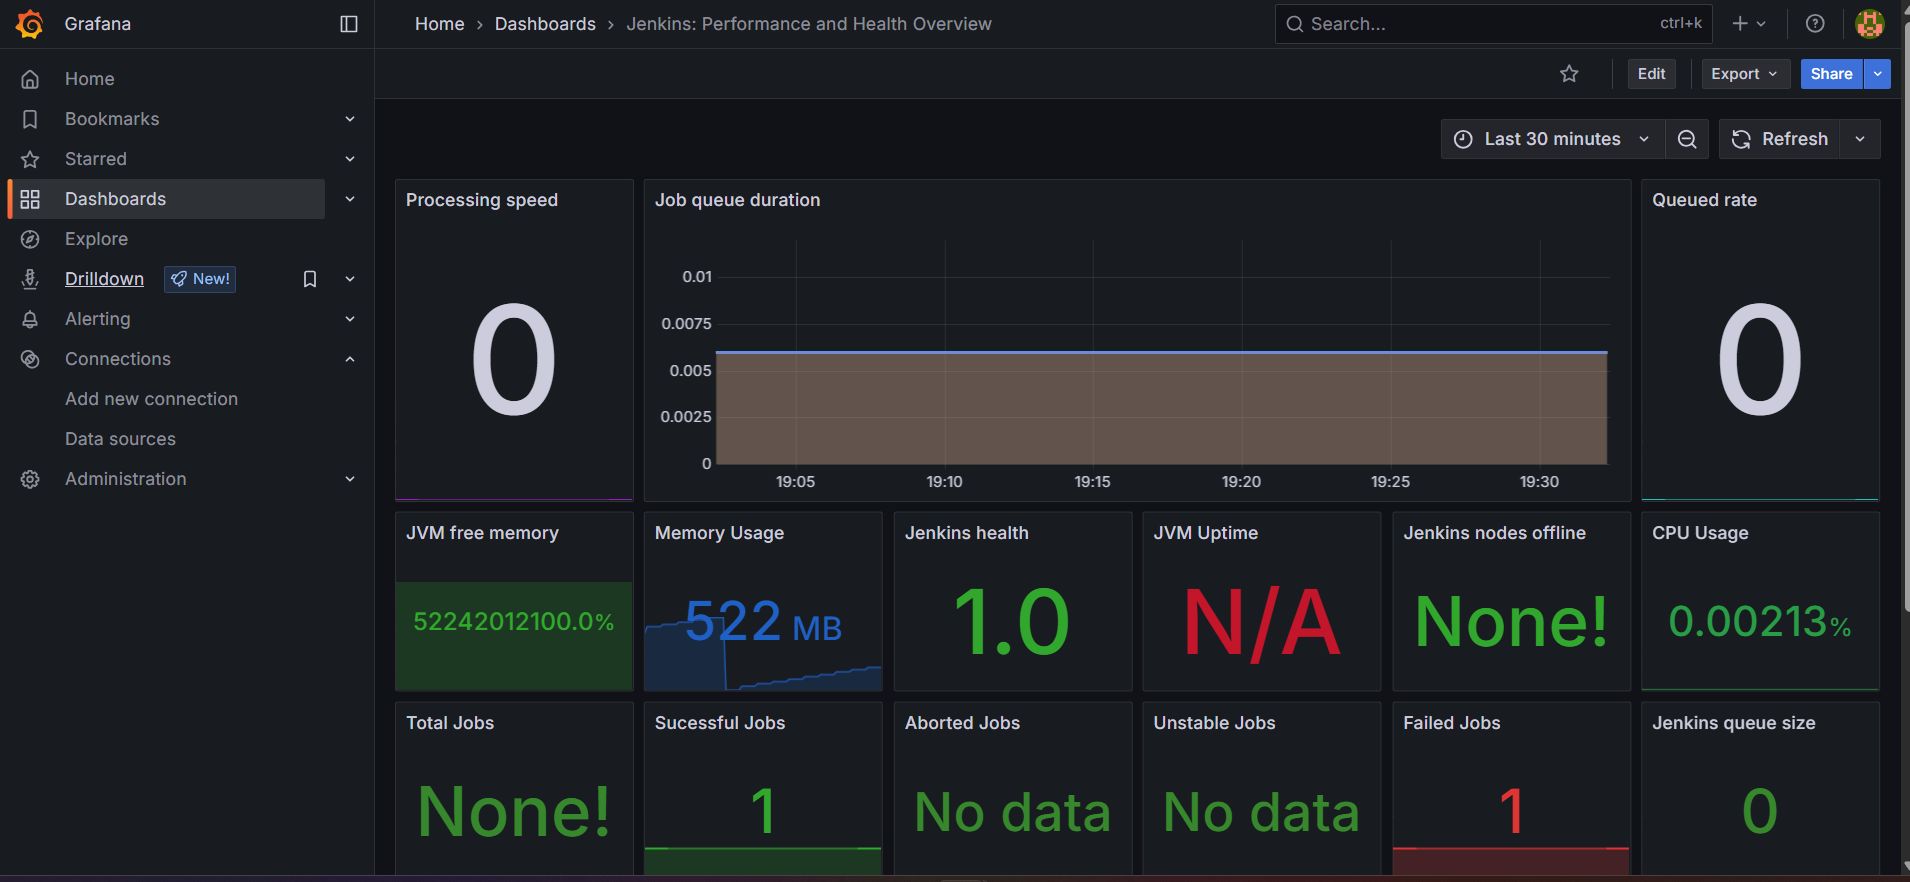 Grafana
Home › Dashboards › Jenkins: Performance and Health Overview
Search...
ctrl+k
Home
Bookmarks
Starred
Dashboards
Explore
Drilldown
New!
Alerting
Connections
Add new connection
Data sources
Administration
Edit
Export
Share
Last 30 minutes
Refresh
Processing speed
0
Job queue duration
0.01
0.0075
0.005
0.0025
0
19:05 19:10 19:15 19:20 19:25 19:30
Queued rate
0
JVM free memory
52242012100.0%
Memory Usage
522 MB
Jenkins health
1.0
JVM Uptime
N/A
Jenkins nodes offline
None!
CPU Usage
0.00213%
Total Jobs
None!
Sucessful Jobs
1
Aborted Jobs
No data
Unstable Jobs
No data
Failed Jobs
1
Jenkins queue size
0